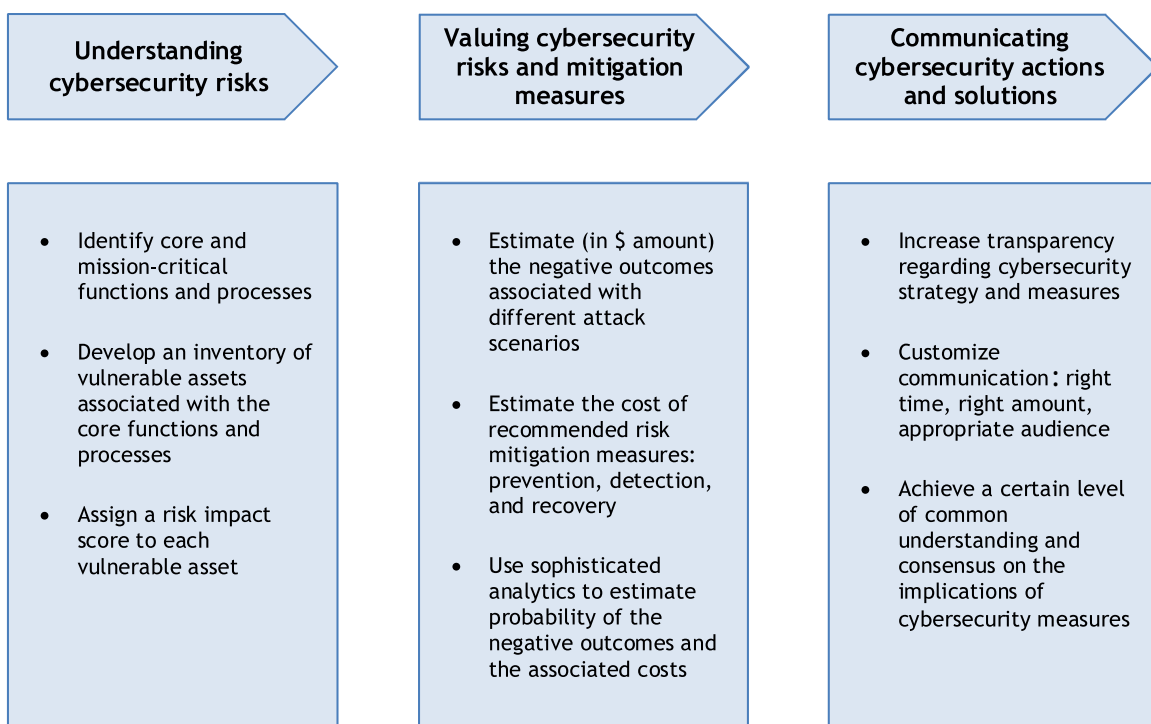 Understanding
cybersecurity risks
Valuing cybersecurity
risks and mitigation
measures
Communicating
cybersecurity actions
and solutions
• Identify core and
mission-critical
functions and processes
• Develop an inventory of
vulnerable assets
associated with the
core functions and
processes
• Assign a risk impact
score to each
vulnerable asset
• Estimate (in $ amount)
the negative outcomes
associated with
different attack
scenarios
• Estimate the cost of
recommended risk
mitigation measures:
prevention, detection,
and recovery
• Use sophisticated
analytics to estimate
probability of the
negative outcomes and
the associated costs
• Increase transparency
regarding cybersecurity
strategy and measures
• Customize
communication: right
time, right amount,
appropriate audience
• Achieve a certain level
of common
understanding and
consensus on the
implications of
cybersecurity measures